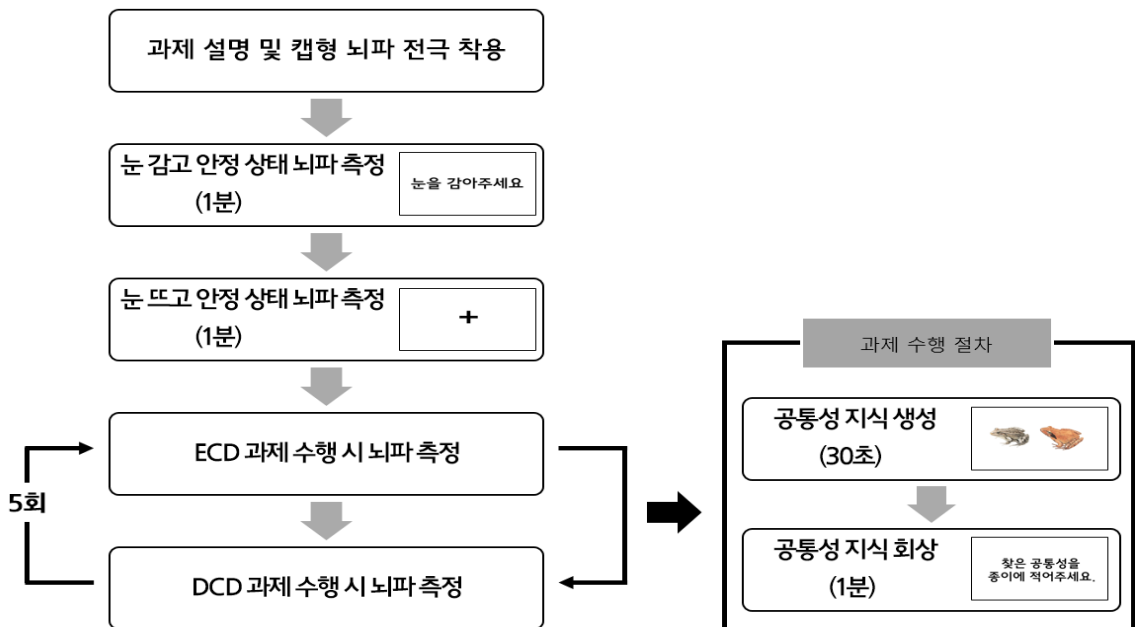 과제 설명 및 캡형 뇌파 전극 착용
눈 감고 안정 상태 뇌파 측정
(1분)
눈을 감아주세요
눈 뜨고 안정 상태 뇌파 측정
(1분)
+
ECD 과제 수행 시 뇌파 측정
5회
DCD 과제 수행 시 뇌파 측정
과제 수행 절차
공통성 지식 생성
(30초)
공통성 지식 회상
(1분)
찾은 공통성을
종이에 적어주세요.